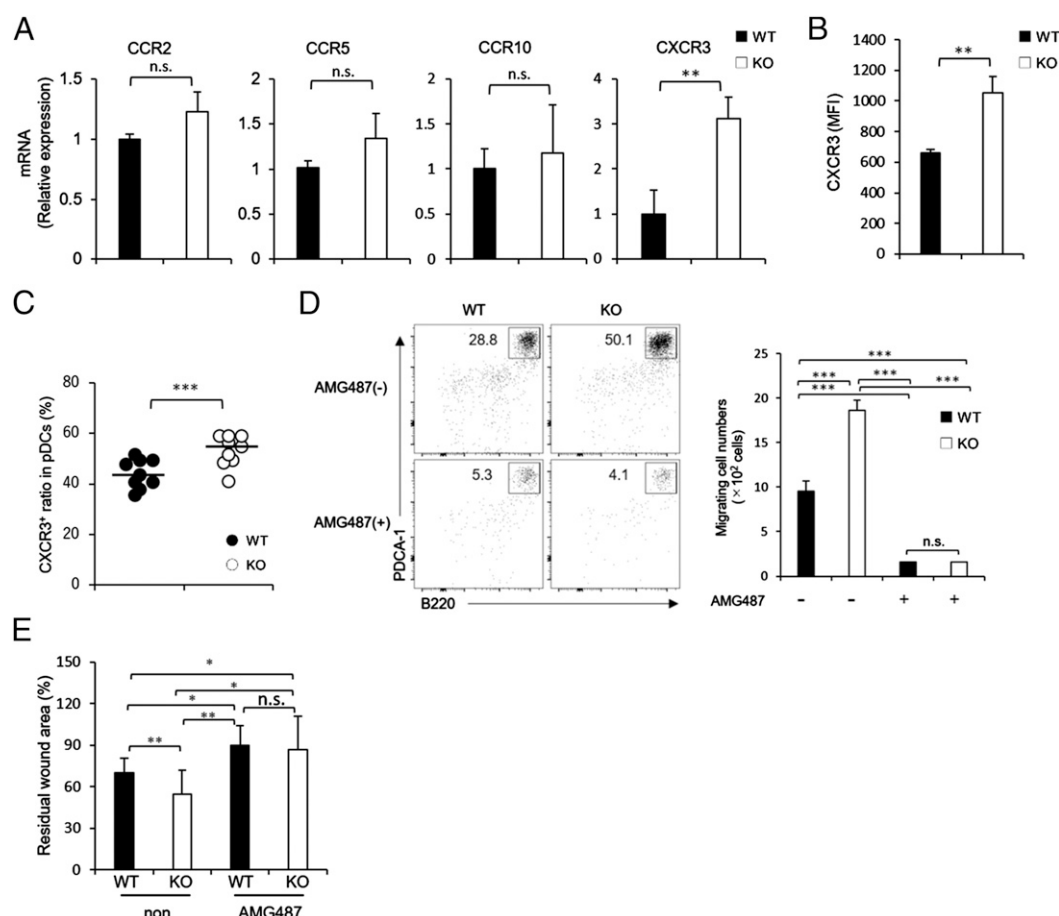 A
CCR2
CCR5
CCR10
CXCR3
WT
KO
mRNA
(Relative expression)
1.5
1
0.5
0
n.s.
2
1.5
1
0.5
0
n.s.
2
1.5
1
0.5
0
n.s.
4
3
2
1
0
**
B
WT
KO
CXCR3 (MFI)
1400
1200
1000
800
600
400
200
0
**
C
CXCR3+ ratio in pDCs (%)
80
60
40
20
0
***
WT
KO
D
WT
KO
AMG487(-)
28.8
50.1
AMG487(+)
5.3
4.1
PDCA-1
B220
Migrating cell numbers
(×10² cells)
25
20
15
10
5
0
***
***
***
***
***
n.s.
WT
KO
AMG487
-
-
+
+
E
Residual wound area (%)
150
120
90
60
30
0
*
*
*
n.s.
**
**
WT
KO
WT
KO
non
AMG487